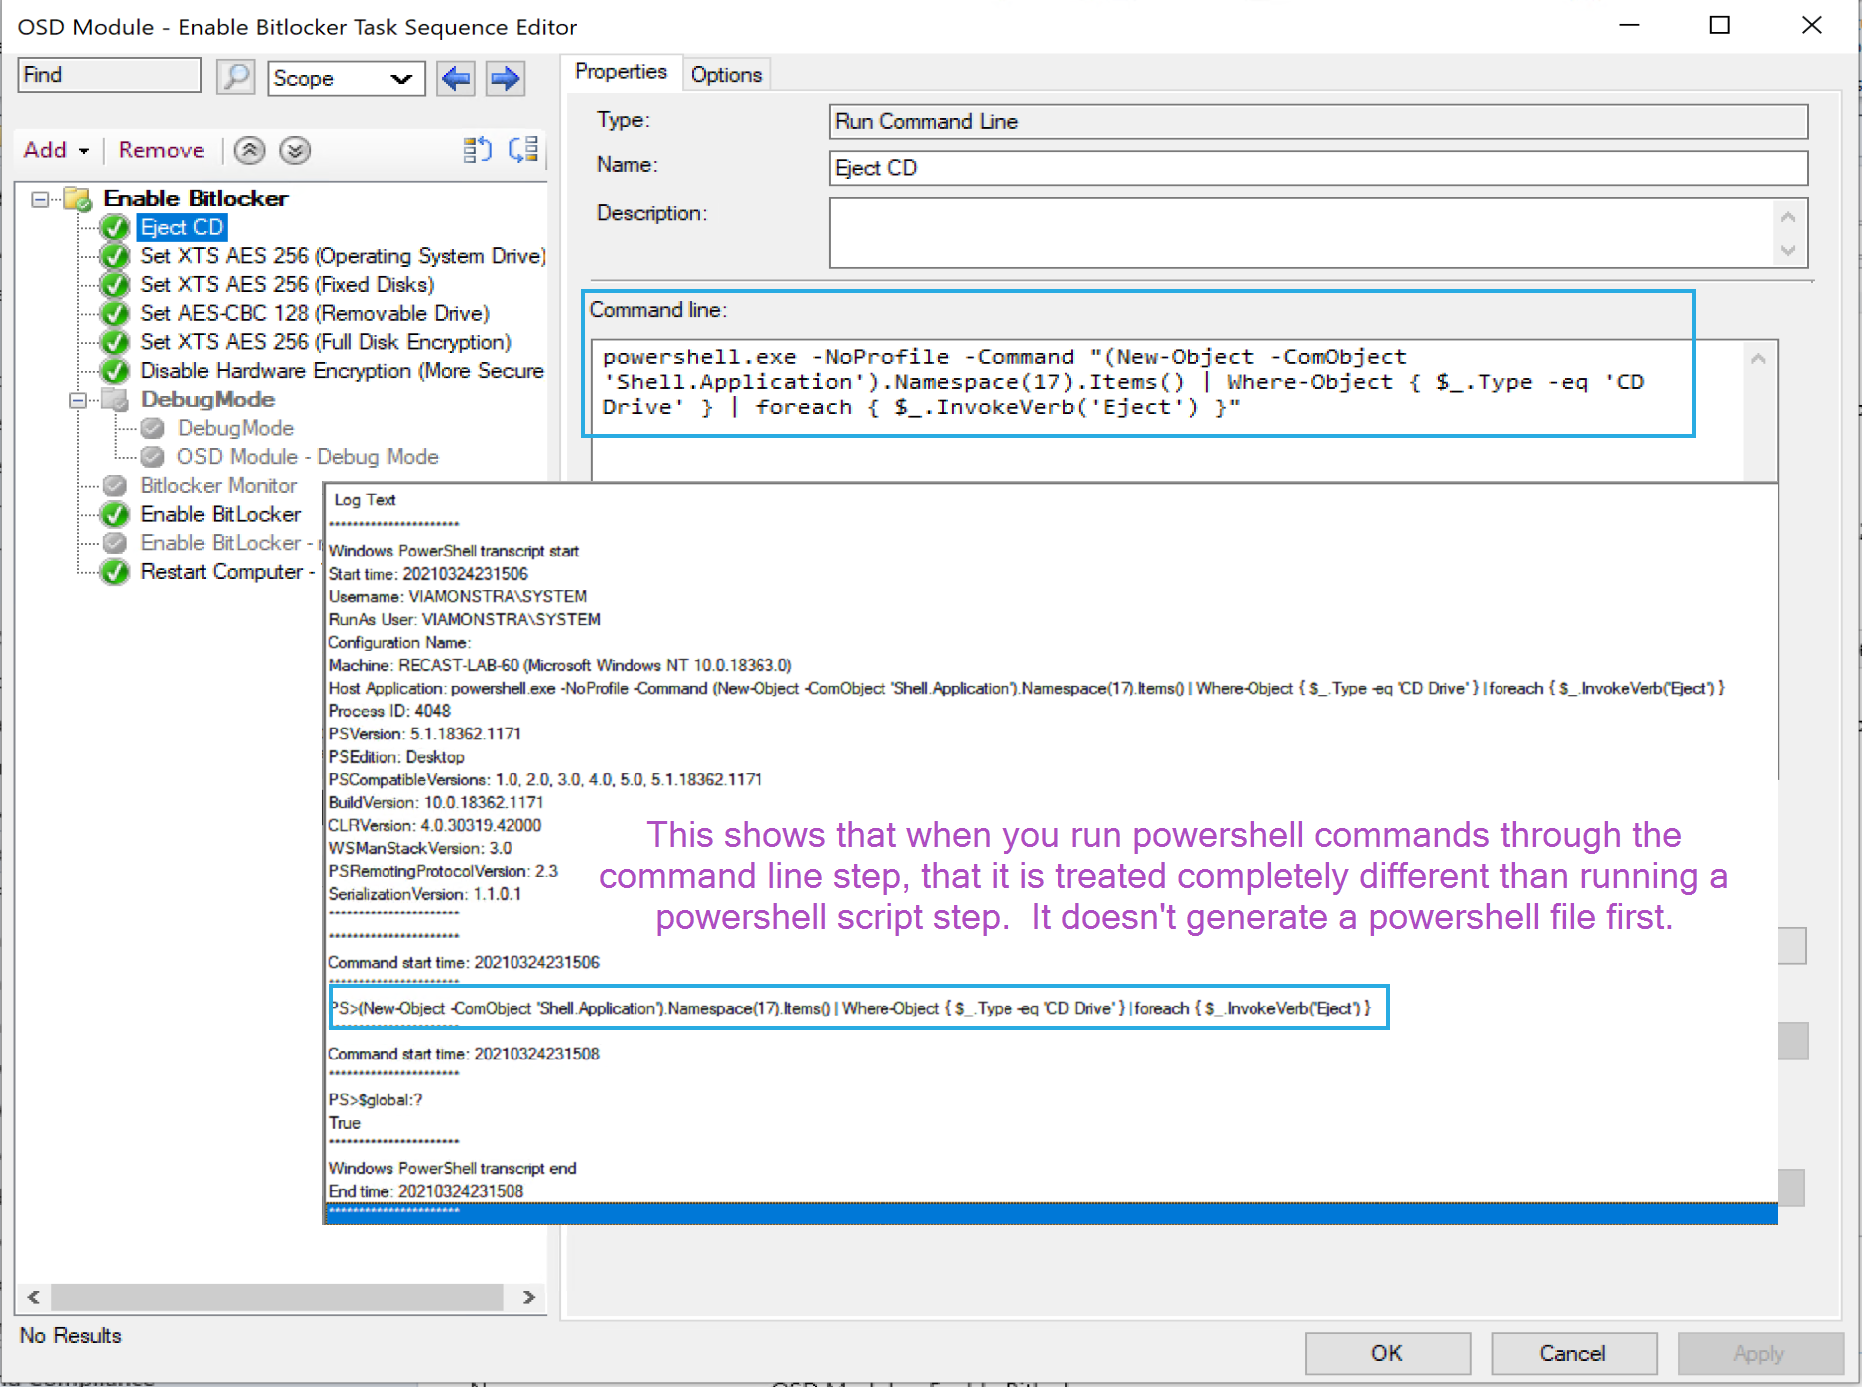 OSD Module - Enable Bitlocker Task Sequence Editor
Find
Scope
Add
Remove
Enable Bitlocker
Eject CD
Set XTS AES 256 (Operating System Drive)
Set XTS AES 256 (Fixed Disks)
Set AES-CBC 128 (Removable Drive)
Set XTS AES 256 (Full Disk Encryption)
Disable Hardware Encryption (More Secure
DebugMode
DebugMode
OSD Module - Debug Mode
Bitlocker Monitor
Enable BitLocker
Enable BitLocker -
Restart Computer -
No Results
Properties
Options
Type:
Run Command Line
Name:
Eject CD
Description:
Command line:
powershell.exe -NoProfile -Command "(New-Object -ComObject
'Shell.Application').Namespace(17).Items() | Where-Object { $_.Type -eq 'CD
Drive' } | foreach { $_.InvokeVerb('Eject') }"
Log Text
**********************
Windows PowerShell transcript start
Start time: 20210324231506
Username: VIAMONSTRA\SYSTEM
RunAs User: VIAMONSTRA\SYSTEM
Configuration Name:
Machine: RECAST-LAB-60 (Microsoft Windows NT 10.0.18363.0)
Host Application: powershell.exe -NoProfile -Command (New-Object -ComObject 'Shell.Application').Namespace(17).Items() | Where-Object { $_.Type -eq 'CD Drive' } | foreach { $_.InvokeVerb('Eject') }
Process ID: 4048
PSVersion: 5.1.18362.1171
PSEdition: Desktop
PSCompatibleVersions: 1.0, 2.0, 3.0, 4.0, 5.0, 5.1.18362.1171
BuildVersion: 10.0.18362.1171
CLRVersion: 4.0.30319.42000
WSManStackVersion: 3.0
PSRemotingProtocolVersion: 2.3
SerializationVersion: 1.1.0.1
**********************
**********************
Command start time: 20210324231506
**********************
PS>(New-Object -ComObject 'Shell.Application').Namespace(17).Items() | Where-Object { $_.Type -eq 'CD Drive' } | foreach { $_.InvokeVerb('Eject') }
**********************
Command start time: 20210324231508
**********************
PS>$global:?
True
**********************
Windows PowerShell transcript end
End time: 20210324231508
**********************
This shows that when you run powershell commands through the
command line step, that it is treated completely different than running a
powershell script step.  It doesn't generate a powershell file first.
OK
Cancel
Apply